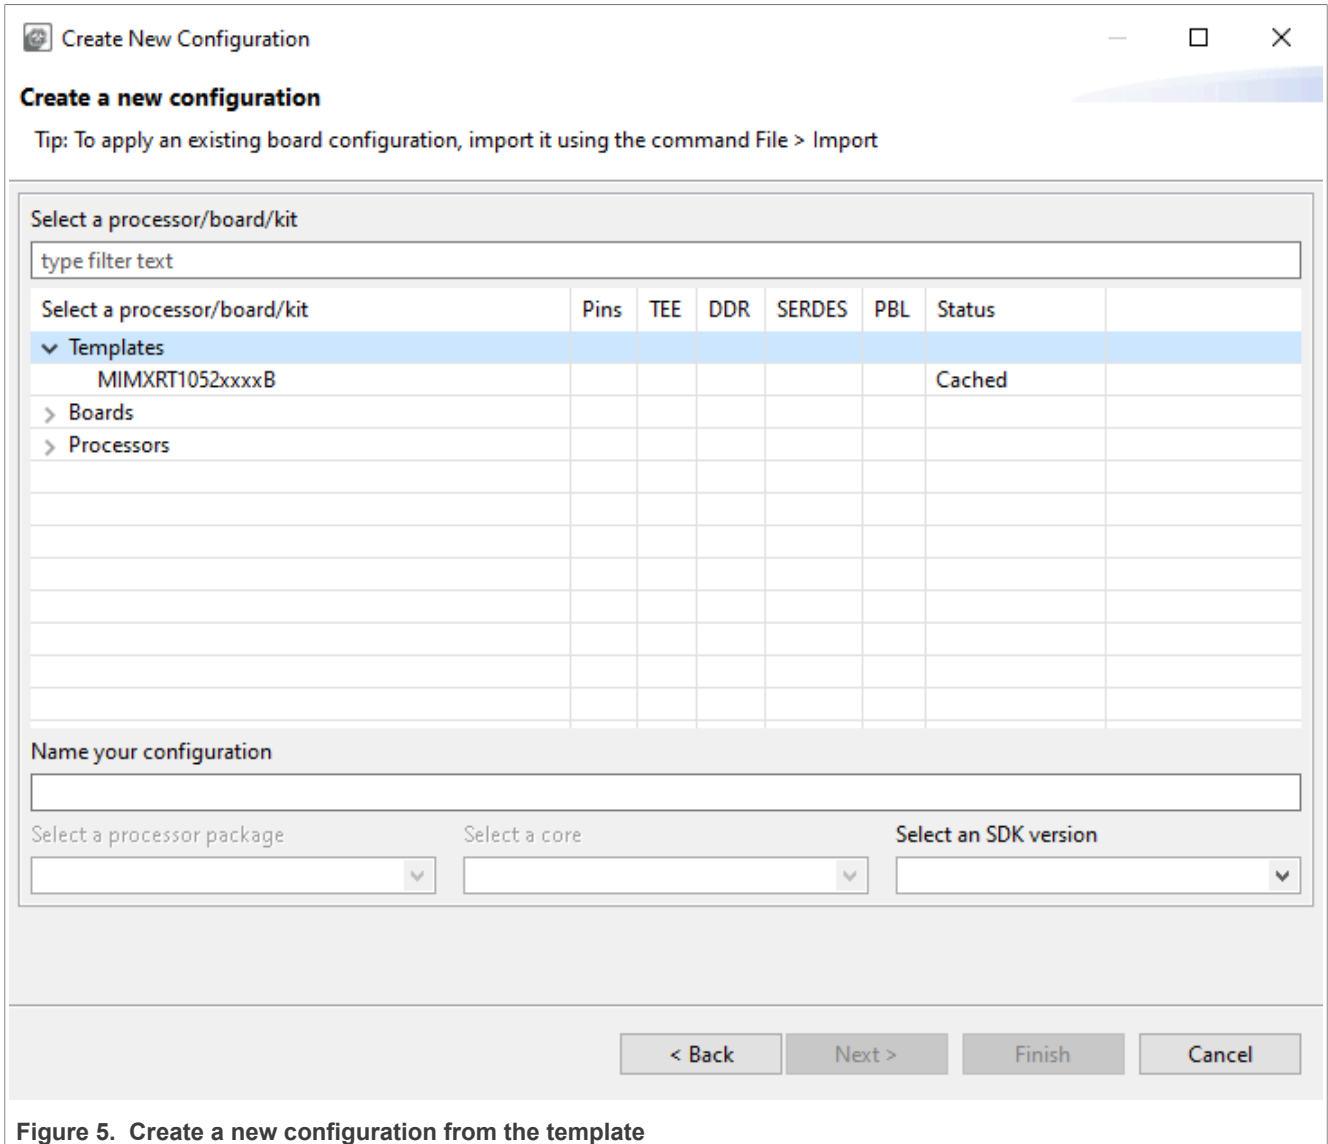 Create New Configuration
Create a new configuration
Tip: To apply an existing board configuration, import it using the command File > Import
Select a processor/board/kit
type filter text
Select a processor/board/kit Pins TEE DDR SERDES PBL Status
Templates
MIMXRT1052xxxxB Cached
Boards
Processors
Name your configuration
Select a processor package Select a core Select an SDK version
< Back Next > Finish Cancel
Figure 5. Create a new configuration from the template